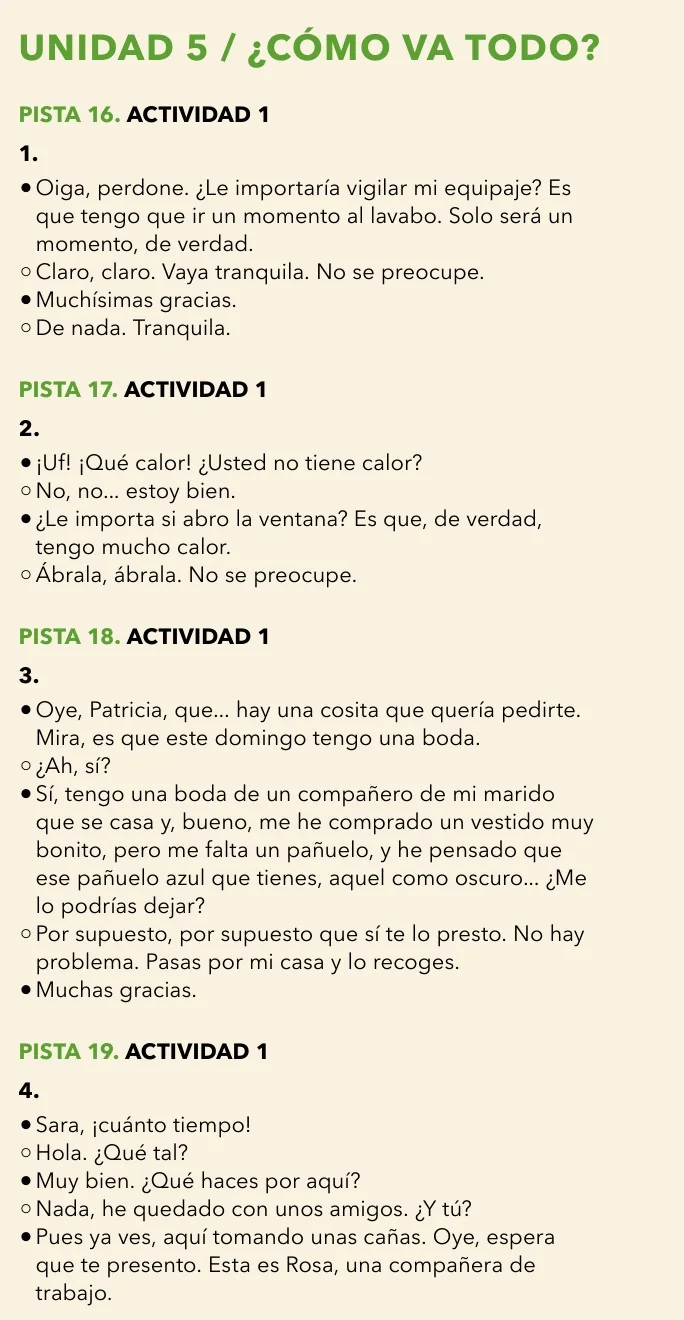 UNIDAD 5 / ¿CÓMO VA TODO?
PISTA 16. ACTIVIDAD 1
1.
● Oiga, perdone. ¿Le importaría vigilar mi equipaje? Es
que tengo que ir un momento al lavabo. Solo será un
momento, de verdad.
○ Claro, claro. Vaya tranquila. No se preocupe.
● Muchísimas gracias.
○ De nada. Tranquila.
PISTA 17. ACTIVIDAD 1
2.
● ¡Uf! ¡Qué calor! ¿Usted no tiene calor?
○ No, no... estoy bien.
● ¿Le importa si abro la ventana? Es que, de verdad,
tengo mucho calor.
○ Ábrala, ábrala. No se preocupe.
PISTA 18. ACTIVIDAD 1
3.
● Oye, Patricia, que... hay una cosita que quería pedirte.
Mira, es que este domingo tengo una boda.
○ ¿Ah, sí?
● Sí, tengo una boda de un compañero de mi marido
que se casa y, bueno, me he comprado un vestido muy
bonito, pero me falta un pañuelo, y he pensado que
ese pañuelo azul que tienes, aquel como oscuro... ¿Me
lo podrías dejar?
○ Por supuesto, por supuesto que sí te lo presto. No hay
problema. Pasas por mi casa y lo recoges.
● Muchas gracias.
PISTA 19. ACTIVIDAD 1
4.
● Sara, ¡cuánto tiempo!
○ Hola. ¿Qué tal?
● Muy bien. ¿Qué haces por aquí?
○ Nada, he quedado con unos amigos. ¿Y tú?
● Pues ya ves, aquí tomando unas cañas. Oye, espera
que te presento. Esta es Rosa, una compañera de
trabajo.